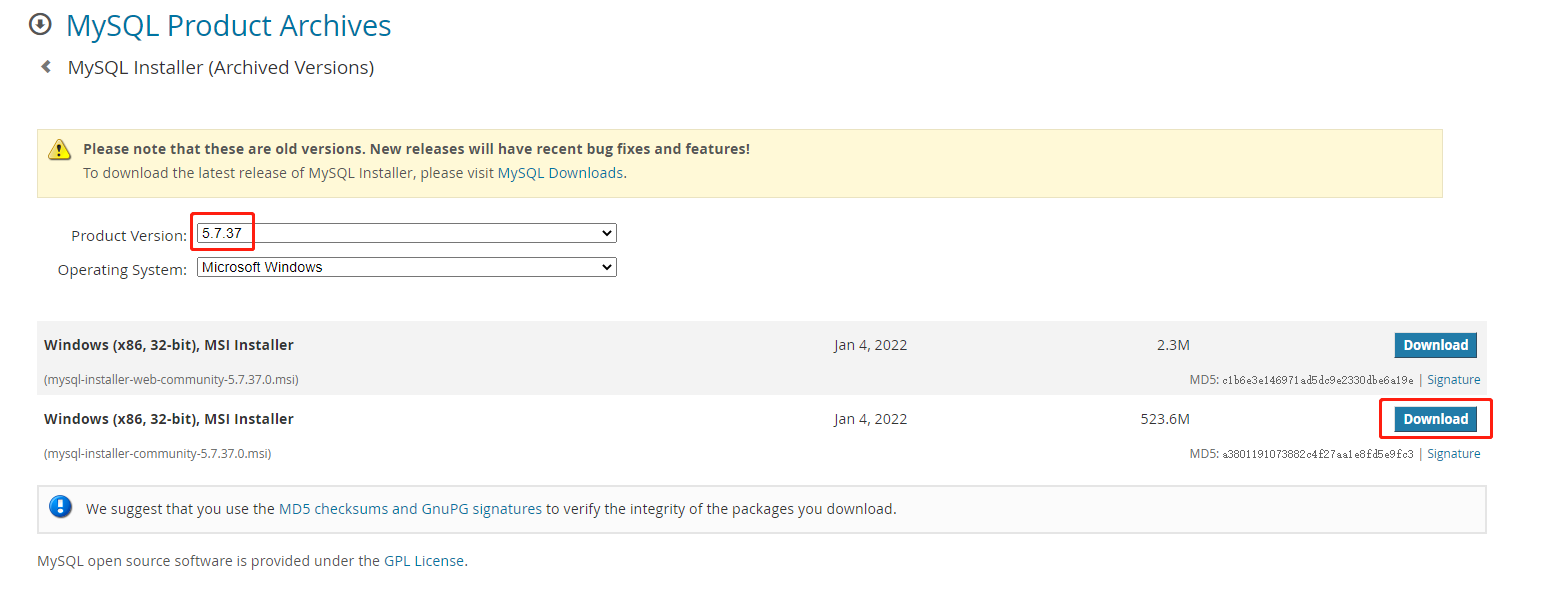 MySQL Product Archives
MySQL Installer (Archived Versions)
Please note that these are old versions. New releases will have recent bug fixes and features!
To download the latest release of MySQL Installer, please visit MySQL Downloads.
Product Version: 5.7.37
Operating System: Microsoft Windows
Windows (x86, 32-bit), MSI Installer Jan 4, 2022 2.3M Download
(mysql-installer-web-community-5.7.37.0.msi) MD5: c1b6e3e146971ad5dc9e2330dbe6a19e | Signature
Windows (x86, 32-bit), MSI Installer Jan 4, 2022 523.6M Download
(mysql-installer-community-5.7.37.0.msi) MD5: a3801191073882c4f27aa1e8fd5e9fc3 | Signature
We suggest that you use the MD5 checksums and GnuPG signatures to verify the integrity of the packages you download.
MySQL open source software is provided under the GPL License.